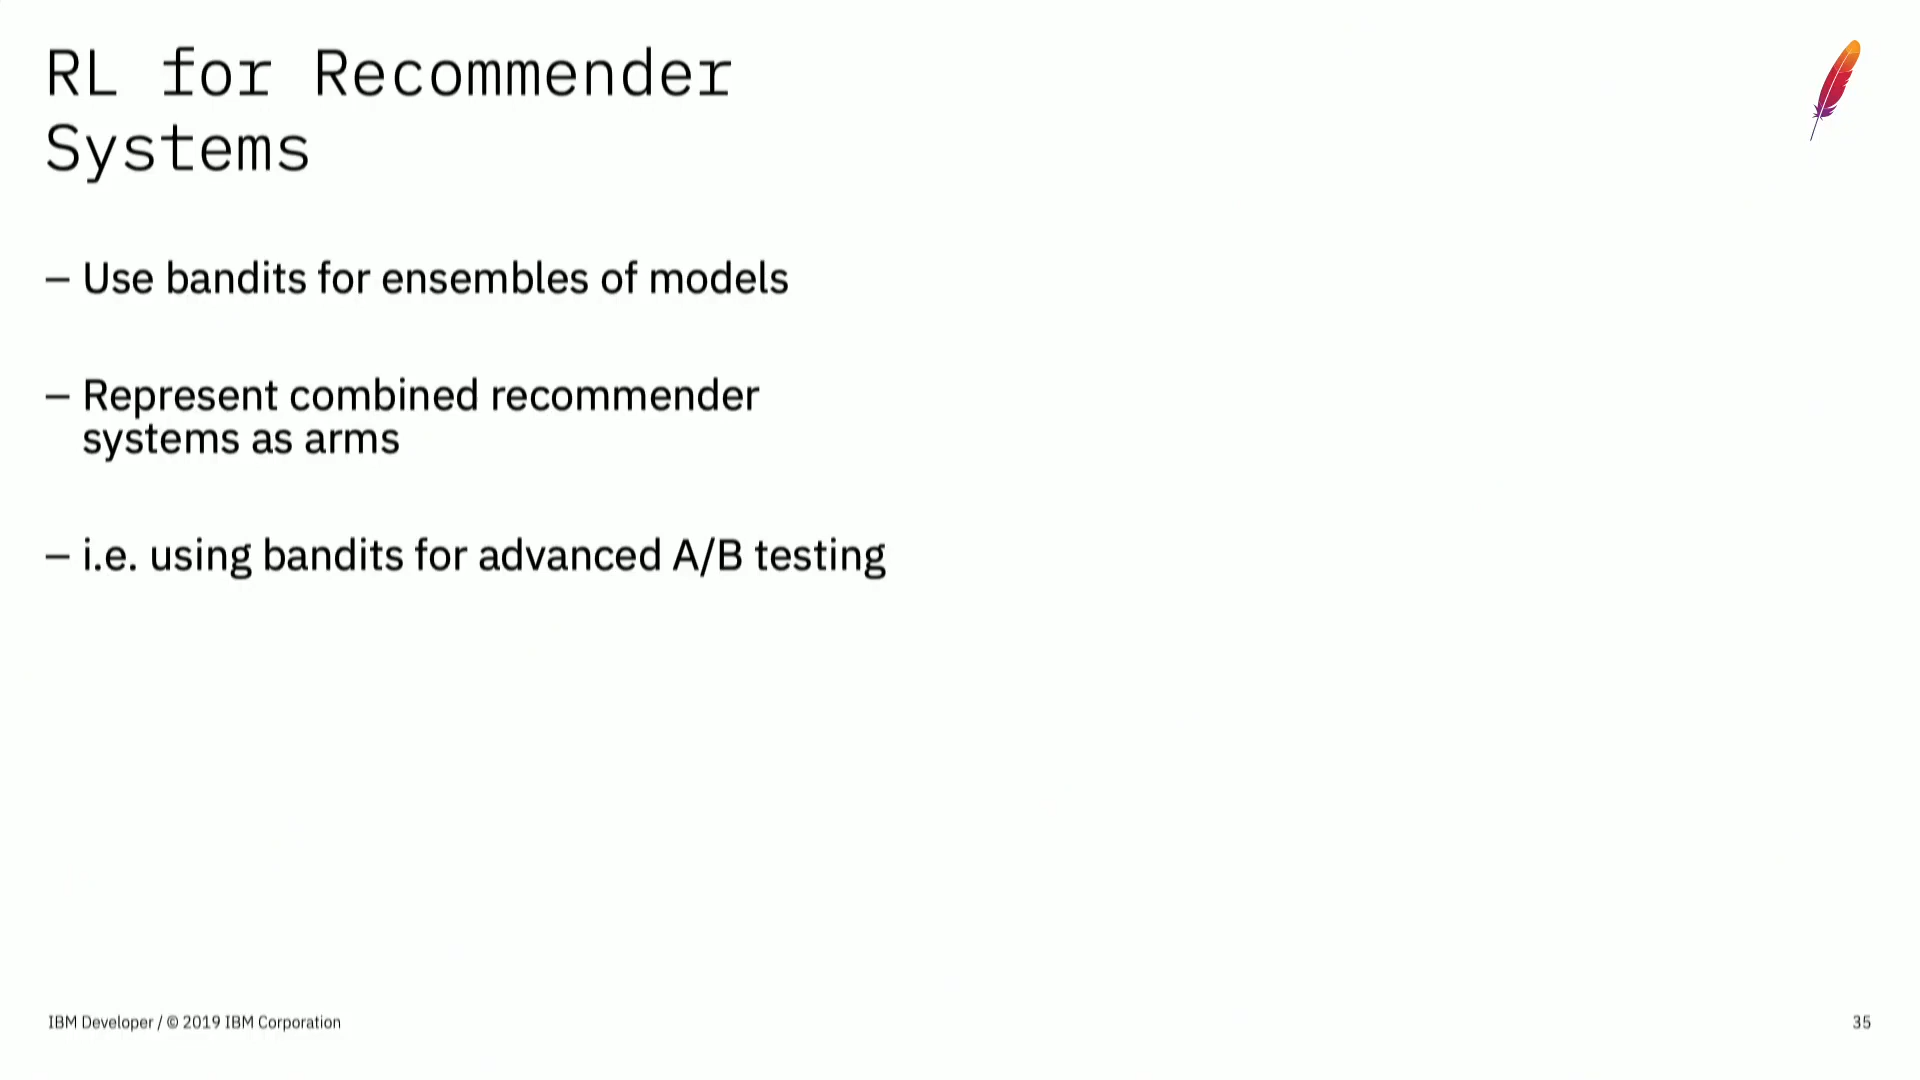 RL for Recommender
Systems
– Use bandits for ensembles of models
– Represent combined recommender
systems as arms
– i.e. using bandits for advanced A/B testing
IBM Developer / © 2019 IBM Corporation
35